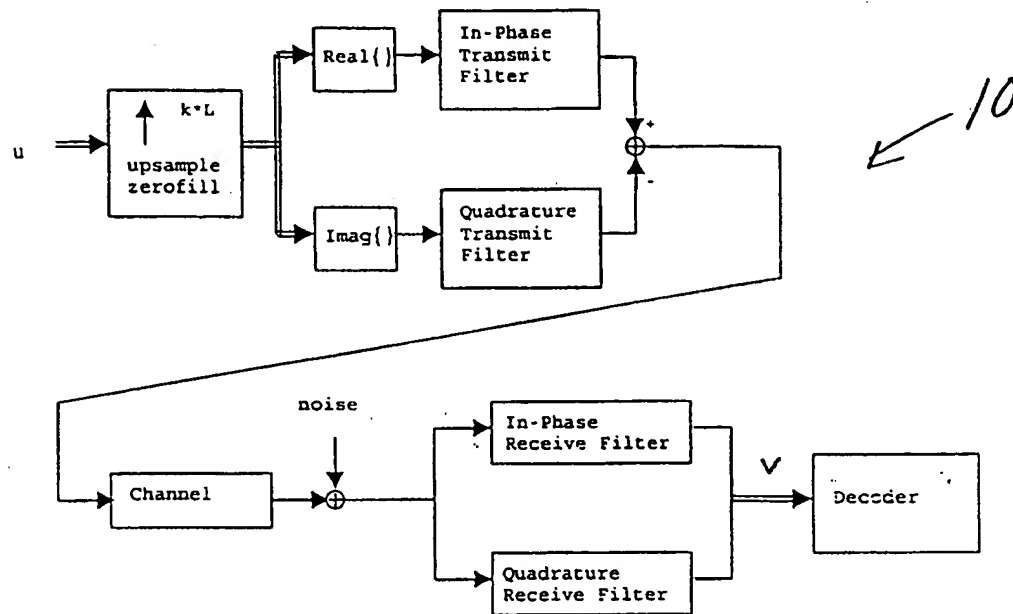 In-Phase
Transmit
Filter
Real{}
10
k*L
u
upsample
zerofill
+
-
Quadrature
Transmit
Filter
Imag{}
noise
In-Phase
Receive Filter
v
Channel
Decoder
Quadrature
Receive Filter